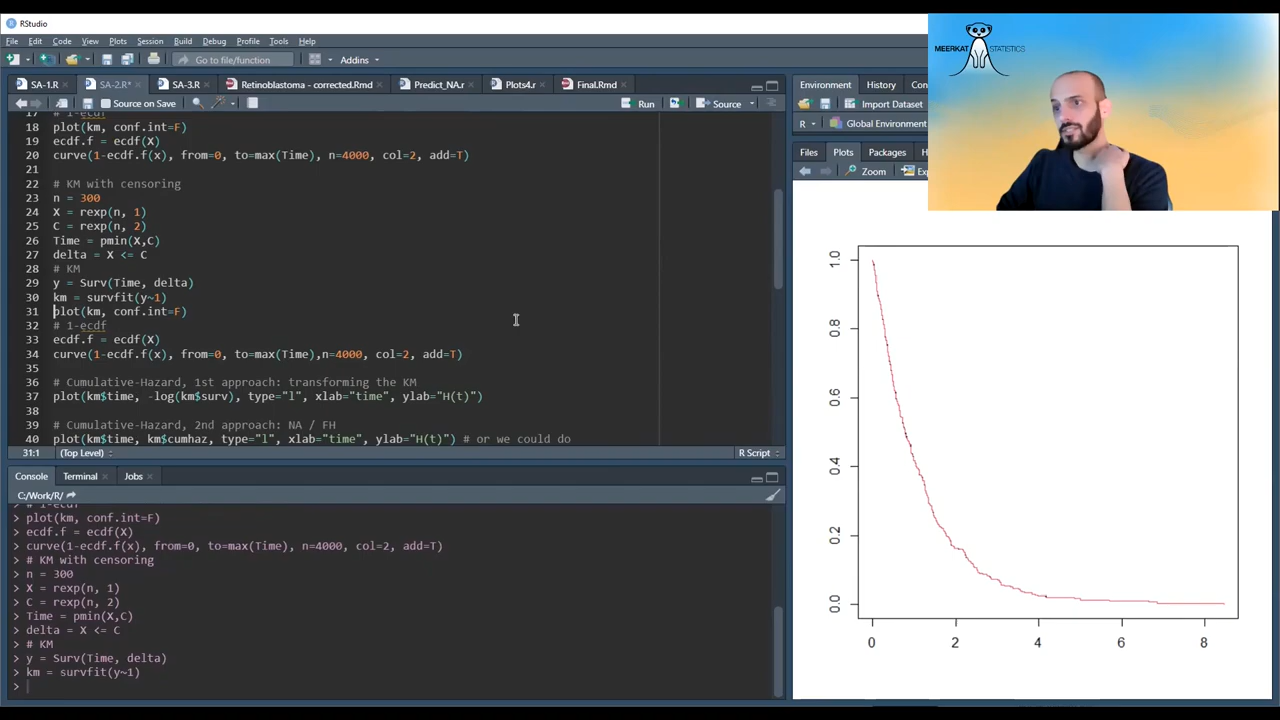 RStudio
File Edit Code View Plots Session Build Debug Profile Tools Help
Go to file/function Addins
SA-1.R SA-2.R* SA-3.R Retinoblastoma - corrected.Rmd Predict_NA.r Plots4.r Final.Rmd
Source on Save Run Source
# 1-ecdf
18 plot(km, conf.int=F)
19 ecdf.f = ecdf(X)
20 curve(1-ecdf.f(x), from=0, to=max(Time), n=4000, col=2, add=T)
21
22 # KM with censoring
23 n = 300
24 X = rexp(n, 1)
25 C = rexp(n, 2)
26 Time = pmin(X,C)
27 delta = X <= C
28 # KM
29 y = Surv(Time, delta)
30 km = survfit(y~1)
31 plot(km, conf.int=F)
32 # 1-ecdf
33 ecdf.f = ecdf(X)
34 curve(1-ecdf.f(x), from=0, to=max(Time),n=4000, col=2, add=T)
35
36 # Cumulative-Hazard, 1st approach: transforming the KM
37 plot(km$time, -log(km$surv), type="l", xlab="time", ylab="H(t)")
38
39 # Cumulative-Hazard, 2nd approach: NA / FH
40 plot(km$time, km$cumhaz, type="l", xlab="time", ylab="H(t)") # or we could do
31:1 (Top Level) R Script
Console Terminal Jobs
C:/Work/R/
> # 1-ecdf
> plot(km, conf.int=F)
> ecdf.f = ecdf(X)
> curve(1-ecdf.f(x), from=0, to=max(Time), n=4000, col=2, add=T)
> # KM with censoring
> n = 300
> X = rexp(n, 1)
> C = rexp(n, 2)
> Time = pmin(X,C)
> delta = X <= C
> # KM
> y = Surv(Time, delta)
> km = survfit(y~1)
>
MEERKAT STATISTICS
Environment History
Import Dataset
R Global Environment
Files Plots Packages
Zoom
1.0
0.8
0.6
0.4
0.2
0.0
0 2 4 6 8